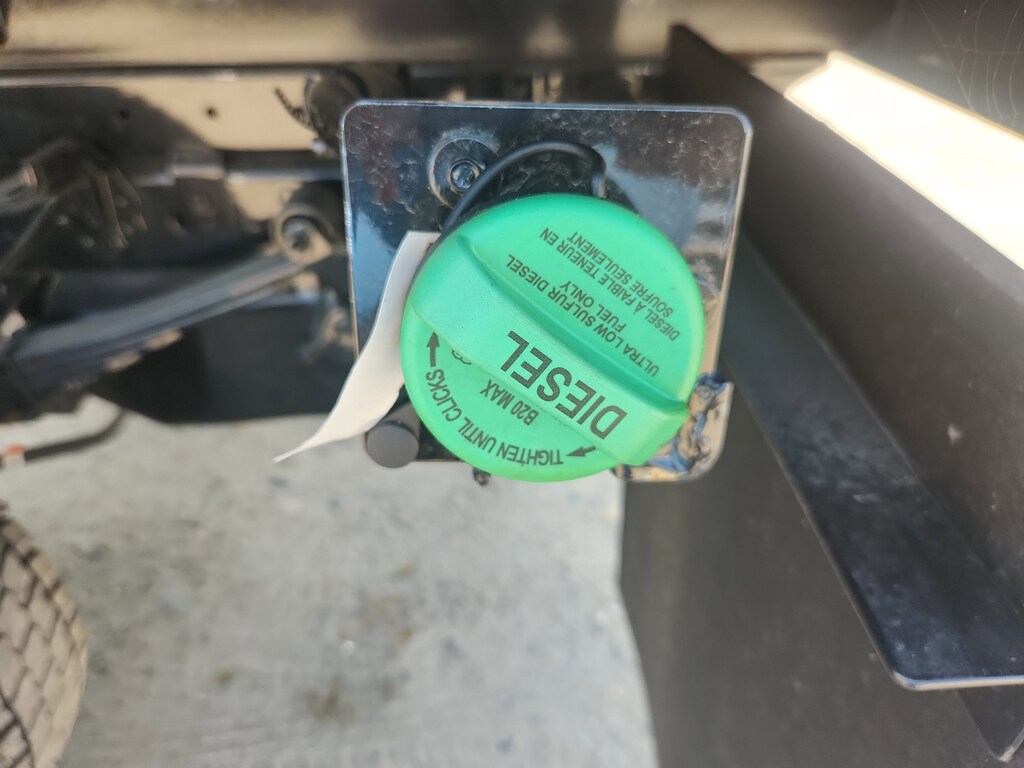 DIESEL À FAIBLE TENEUR EN
SOUFRE SEULEMENT
ULTRA LOW SULFUR DIESEL
FUEL ONLY
DIESEL
B20 MAX
TIGHTEN UNTIL CLICKS